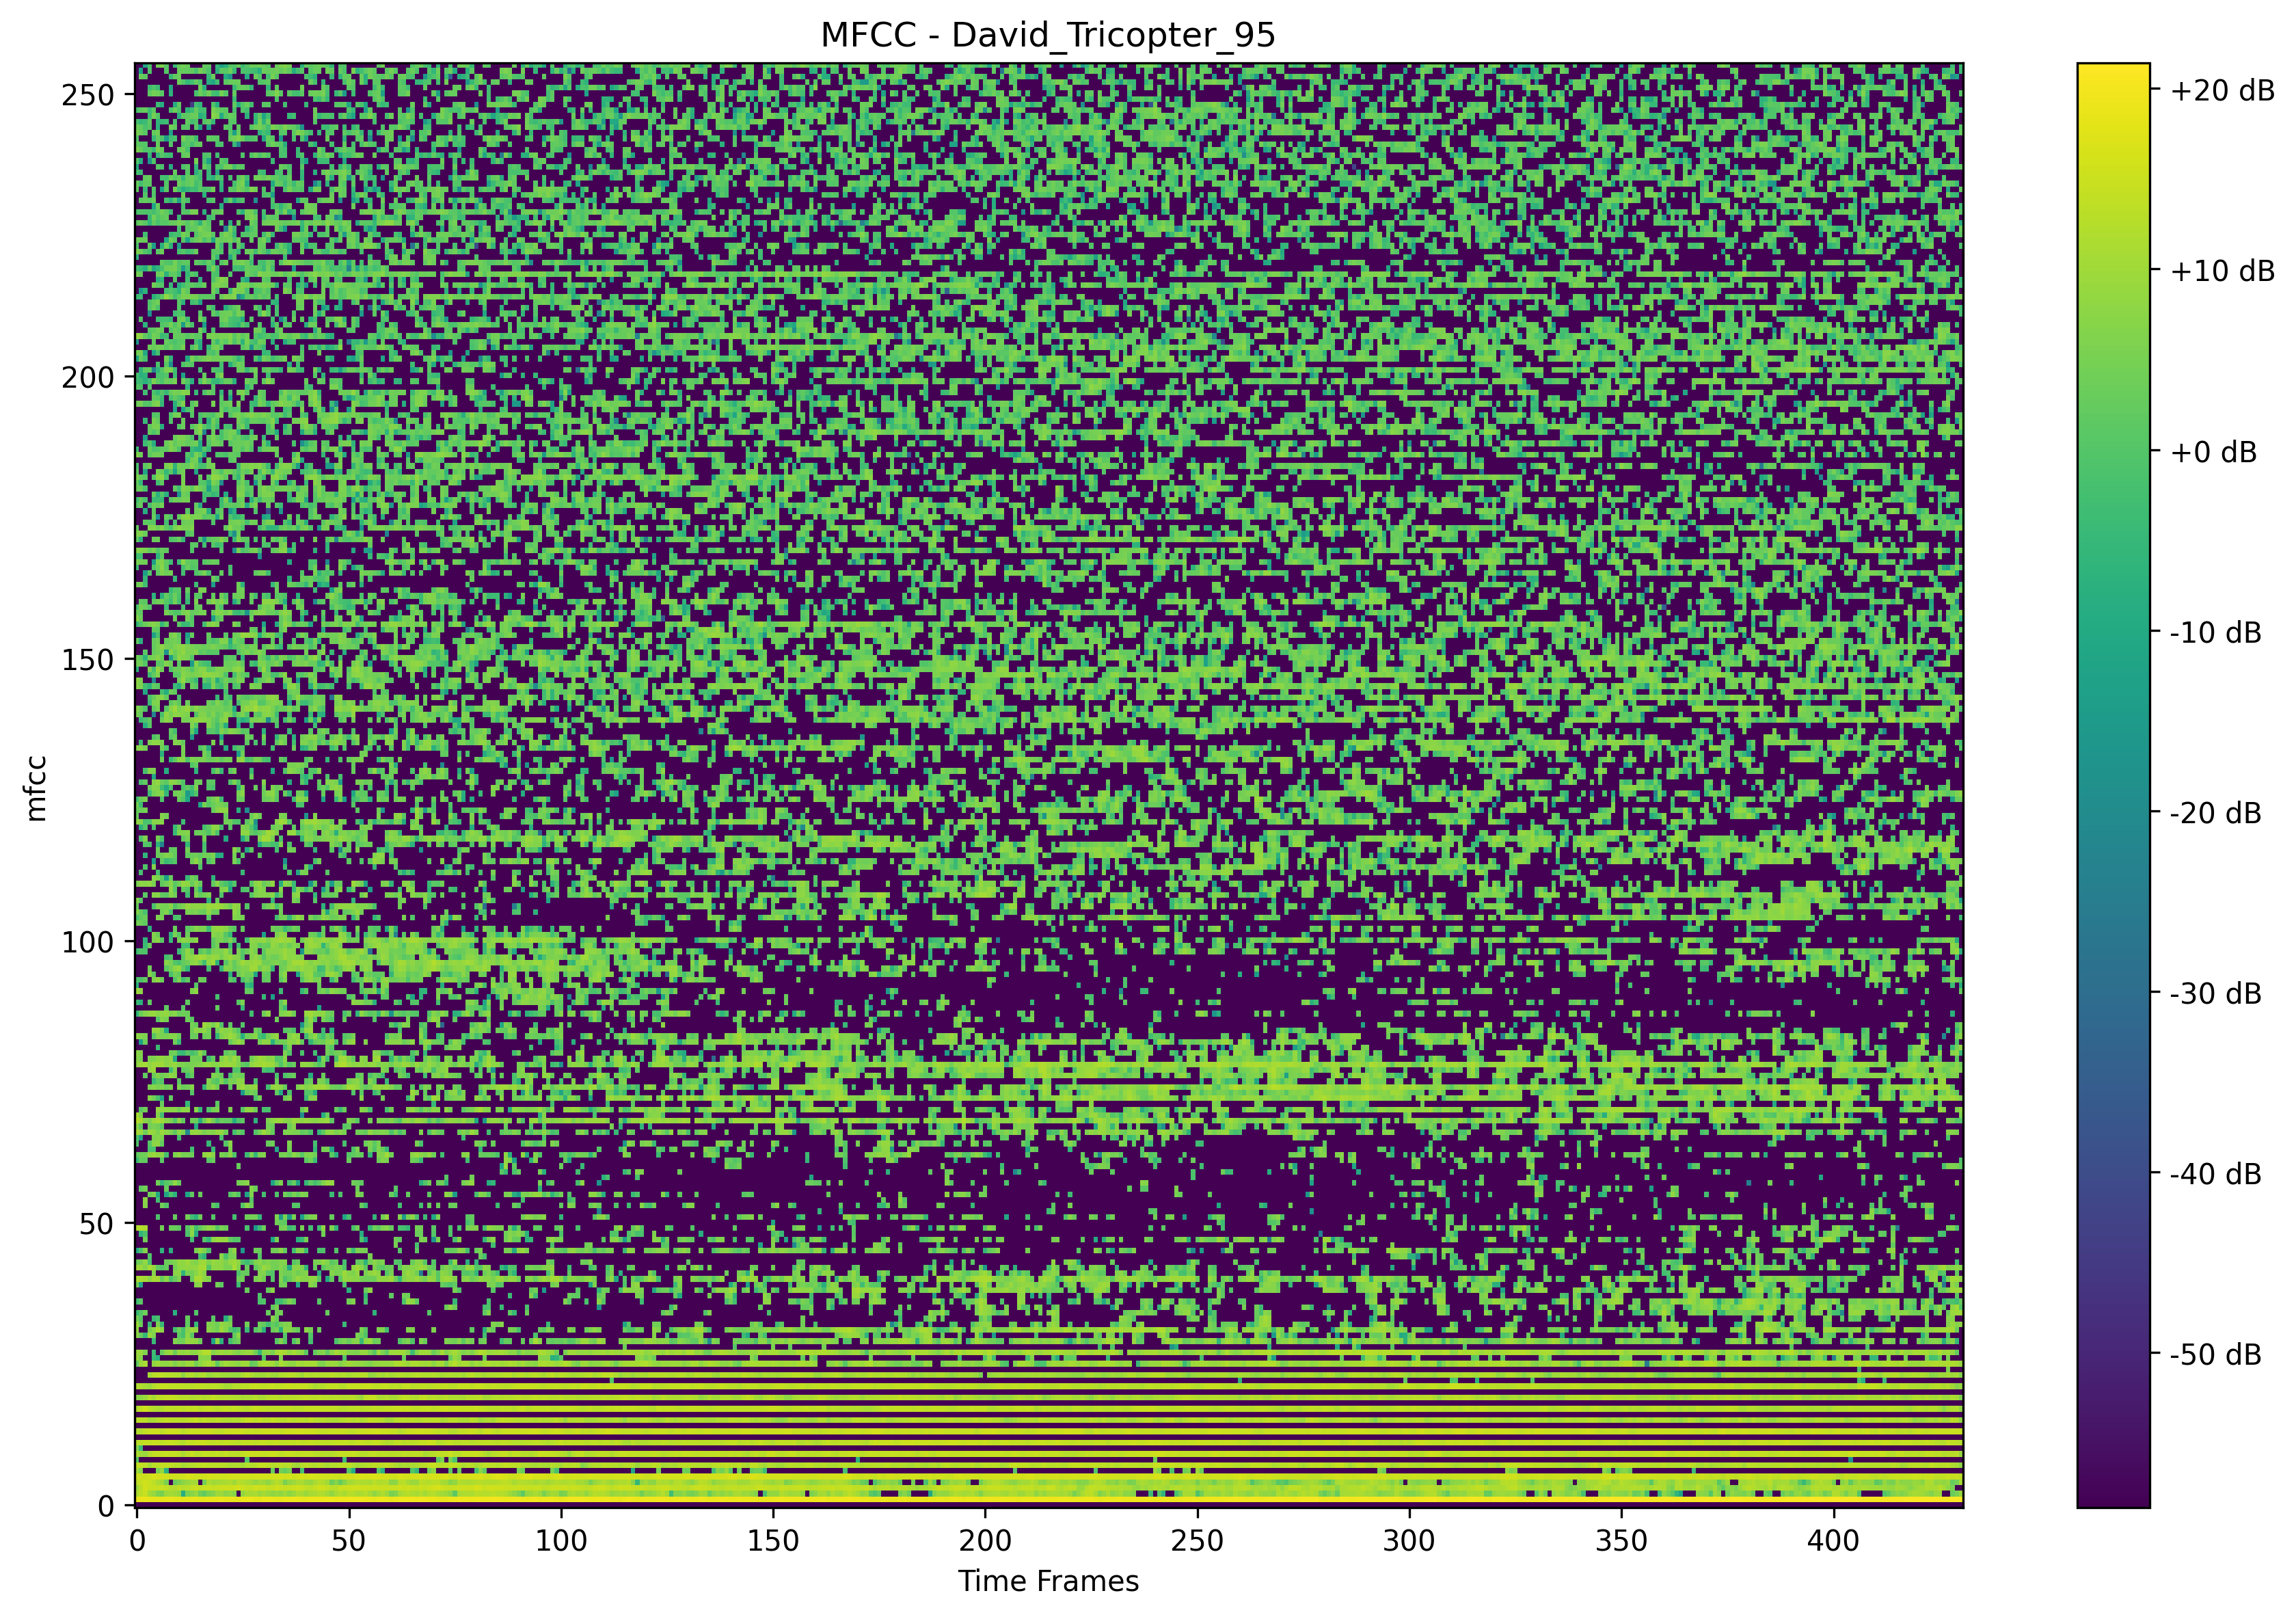 MFCC - David_Tricopter_95
250
200
150
100
50
0
mfcc
0 50 100 150 200 250 300 350 400
Time Frames
+20 dB
+10 dB
+0 dB
-10 dB
-20 dB
-30 dB
-40 dB
-50 dB